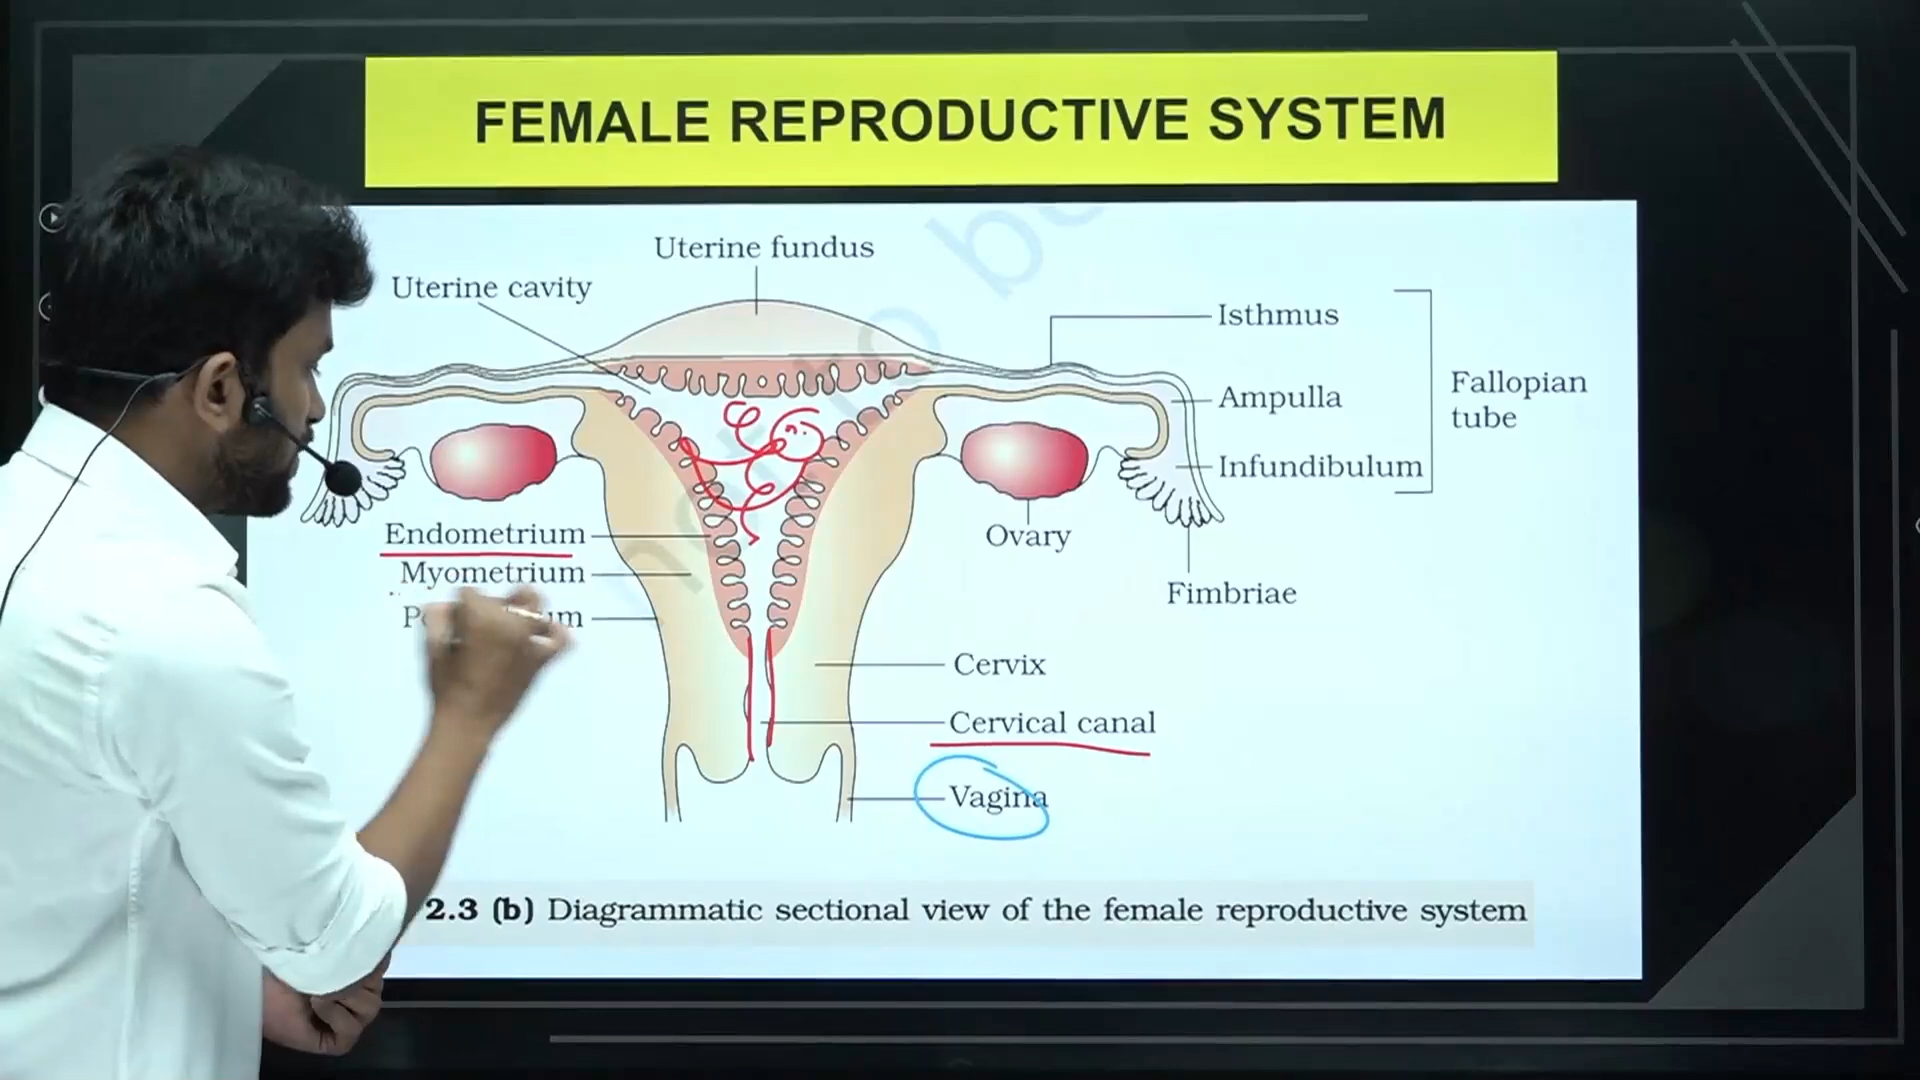 FEMALE REPRODUCTIVE SYSTEM
Uterine fundus
Uterine cavity
Isthmus
Ampulla
Fallopian
tube
Infundibulum
Endometrium
Ovary
Myometrium
Fimbriae
Cervix
Cervical canal
Vagina
2.3 (b) Diagrammatic sectional view of the female reproductive system